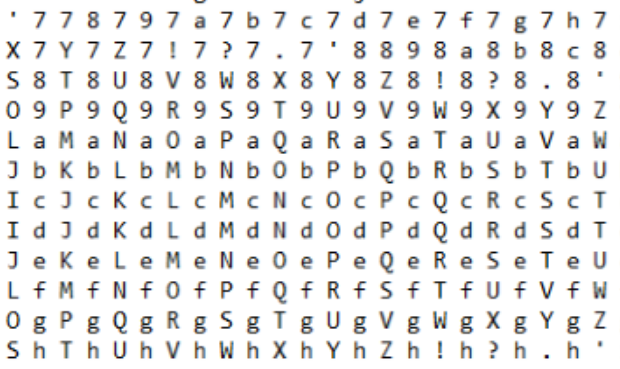 ' 7 7 8 7 9 7 a 7 b 7 c 7 d 7 e 7 f 7 g 7 h 7
X 7 Y 7 Z 7 ! 7 ? 7 . 7 ' 8 8 9 8 a 8 b 8 c 8
S 8 T 8 U 8 V 8 W 8 X 8 Y 8 Z 8 ! 8 ? 8 . 8 '
O 9 P 9 Q 9 R 9 S 9 T 9 U 9 V 9 W 9 X 9 Y 9 Z
L a M a N a O a P a Q a R a S a T a U a V a W
J b K b L b M b N b O b P b Q b R b S b T b U
I c J c K c L c M c N c O c P c Q c R c S c T
I d J d K d L d M d N d O d P d Q d R d S d T
J e K e L e M e N e O e P e Q e R e S e T e U
L f M f N f O f P f Q f R f S f T f U f V f W
O g P g Q g R g S g T g U g V g W g X g Y g Z
S h T h U h V h W h X h Y h Z h ! h ? h . h '